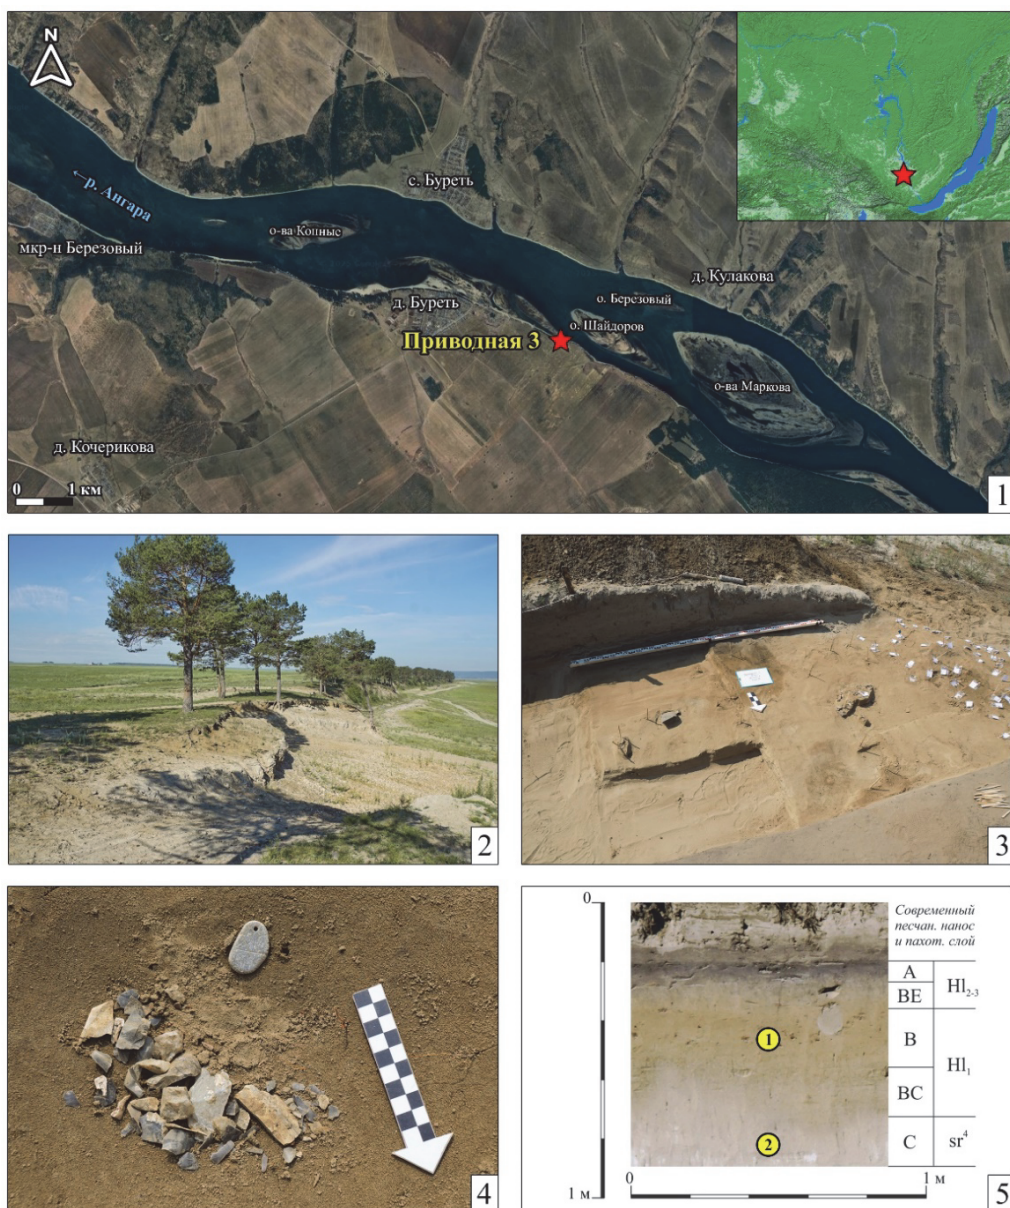 N
←р. Ангара
с. Буреть
о-ва Копные
мкр-н Березовый
д. Кулакова
д. Буреть
о. Березовый
о. Шайдоров
Приводная 3
о-ва Маркова
д. Кочерикова
0 1 км
1
2
3
4
0
Современный
песчан. нанос
и пахот. слой
A
BE
Hl₂₋₃
1
B
Hl₁
BC
2
C
sr⁴
1 м
0
1 м
5